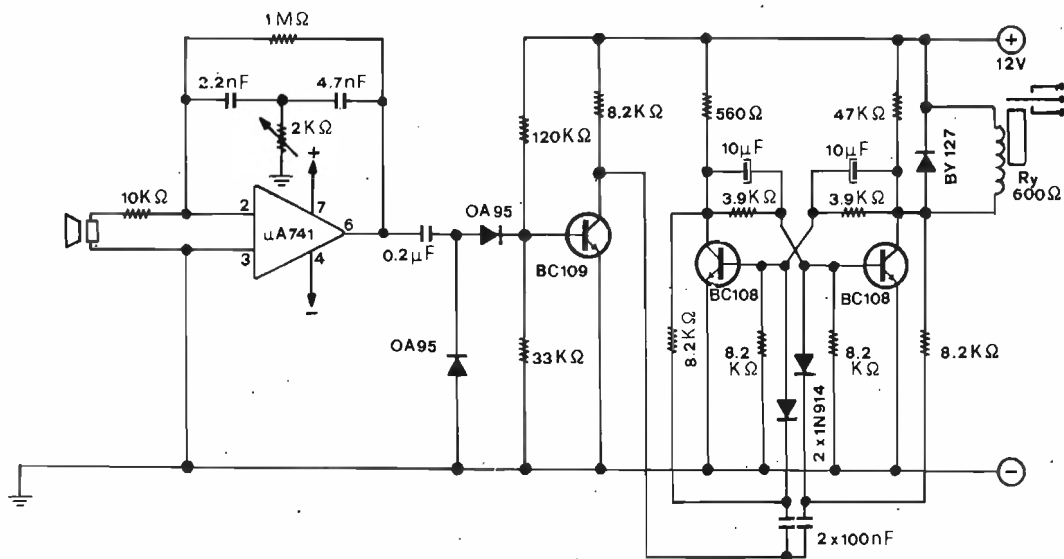 1MΩ
2.2nF
4.7nF
2KΩ
+
10KΩ
2
7
μA741
6
3
4
−
0.2μF
OA95
OA95
120KΩ
8.2KΩ
BC109
33KΩ
560Ω
47KΩ
10μF
10μF
3.9KΩ
3.9KΩ
BC108
BC108
8.2KΩ
8.2
KΩ
8.2
KΩ
8.2KΩ
2 x 1N914
2 x 100nF
BY127
Ry
600Ω
+
12V
−